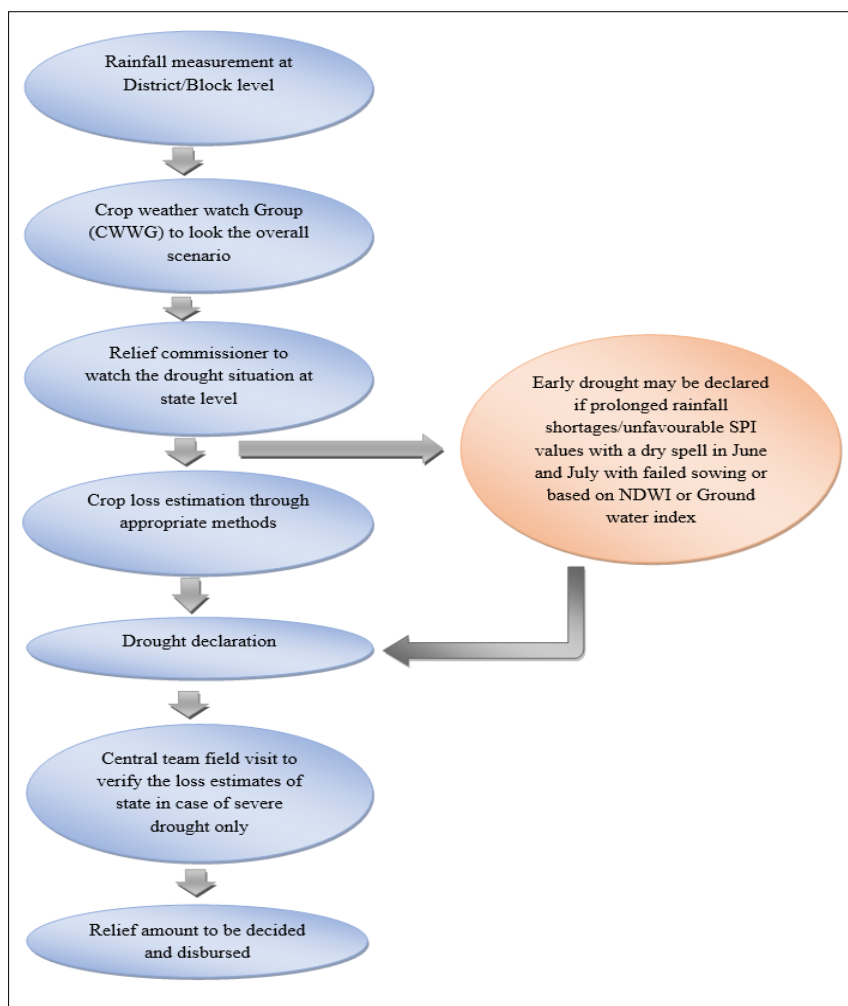 Rainfall measurement at
District/Block level
Crop weather watch Group
(CWWG) to look the overall
scenario
Relief commissioner to
watch the drought situation at
state level
Early drought may be declared
if prolonged rainfall
shortages/unfavourable SPI
values with a dry spell in June
and July with failed sowing or
based on NDWI or Ground
water index
Crop loss estimation through
appropriate methods
Drought declaration
Central team field visit to
verify the loss estimates of
state in case of severe
drought only
Relief amount to be decided
and disbursed